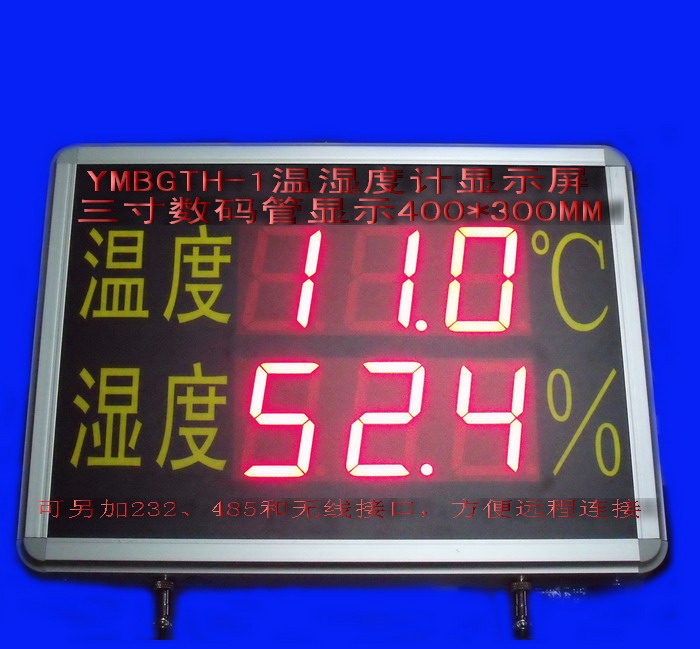 YMBGTH-1温湿度计显示屏
三寸数码管显示400*300MM
温度 11.0 ℃
湿度 52.4 %
可另加232、485和无线接口，方便远程连接